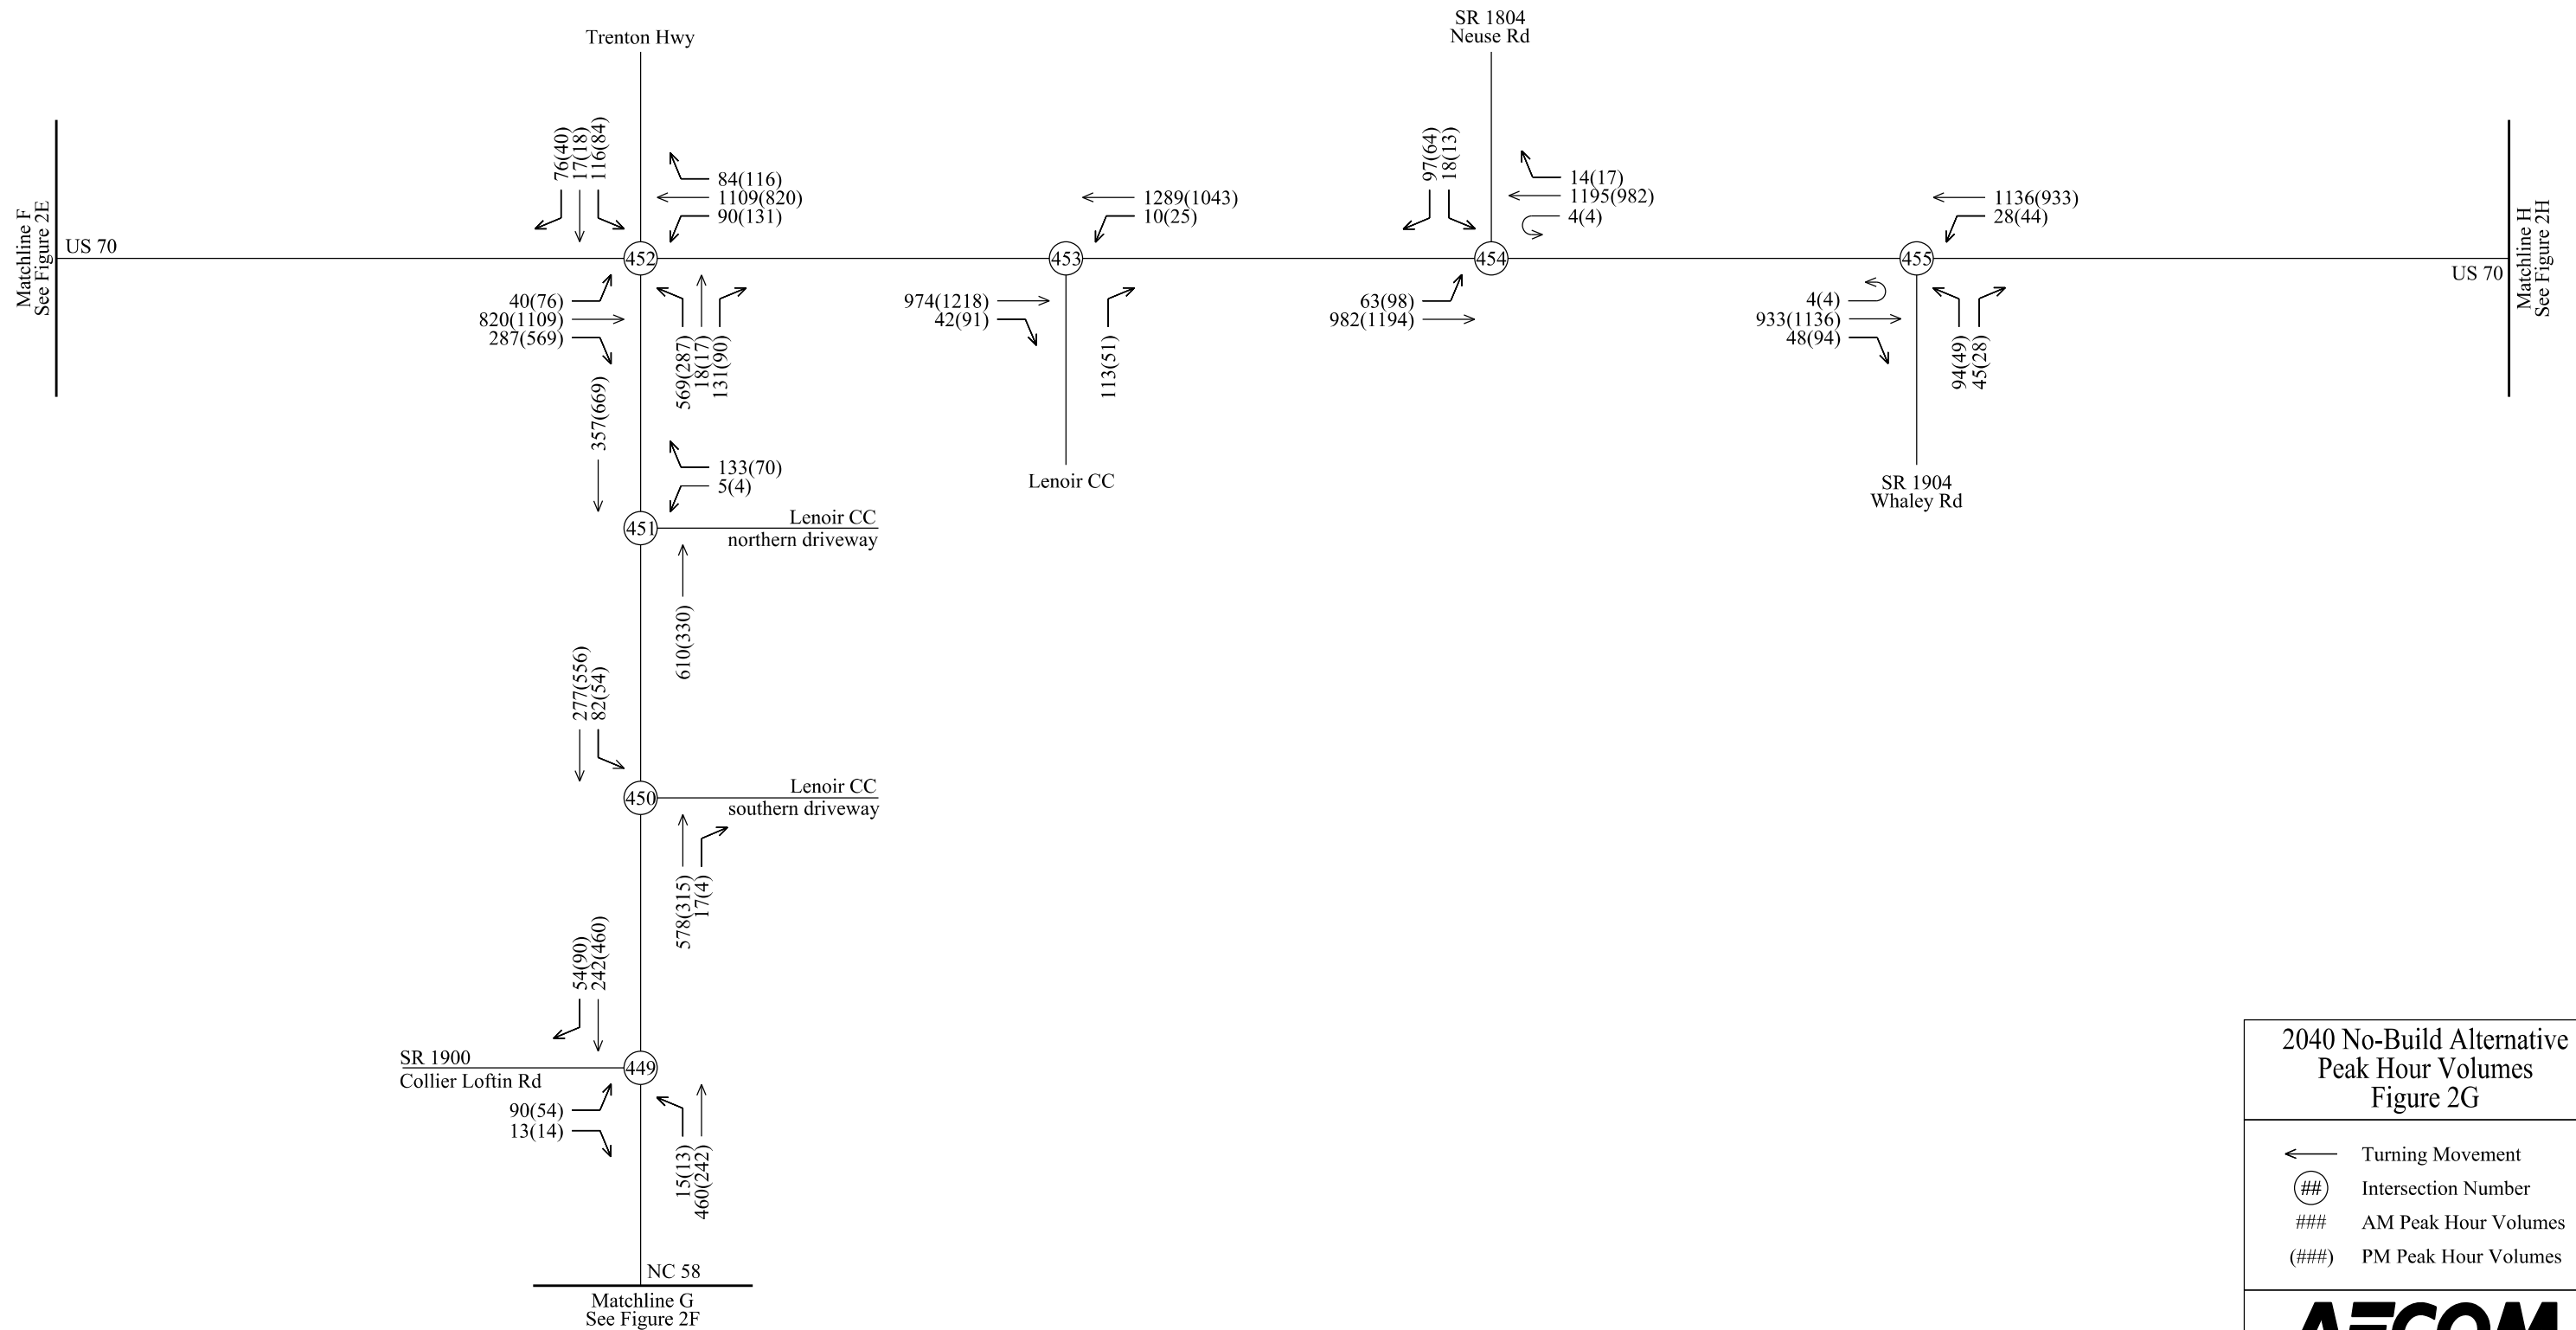 Trenton Hwy
SR 1804
Neuse Rd
Matchline F
See Figure 2E
US 70
76(40)
17(18)
116(84)
84(116)
1109(820)
90(131)
452
40(76)
820(1109)
287(569)
569(287)
18(17)
131(90)
1289(1043)
10(25)
453
974(1218)
42(91)
113(51)
Lenoir CC
97(64)
18(13)
14(17)
1195(982)
4(4)
454
63(98)
982(1194)
1136(933)
28(44)
455
4(4)
933(1136)
48(94)
94(49)
45(28)
SR 1904
Whaley Rd
US 70
Matchline H
See Figure 2H
357(669)
133(70)
5(4)
451
Lenoir CC
northern driveway
610(330)
277(556)
82(54)
450
Lenoir CC
southern driveway
578(315)
17(4)
54(90)
242(460)
SR 1900
Collier Loftin Rd
449
90(54)
13(14)
15(13)
460(242)
NC 58
Matchline G
See Figure 2F
2040 No-Build Alternative
Peak Hour Volumes
Figure 2G
Turning Movement
## Intersection Number
### AM Peak Hour Volumes
(###) PM Peak Hour Volumes
AECOM